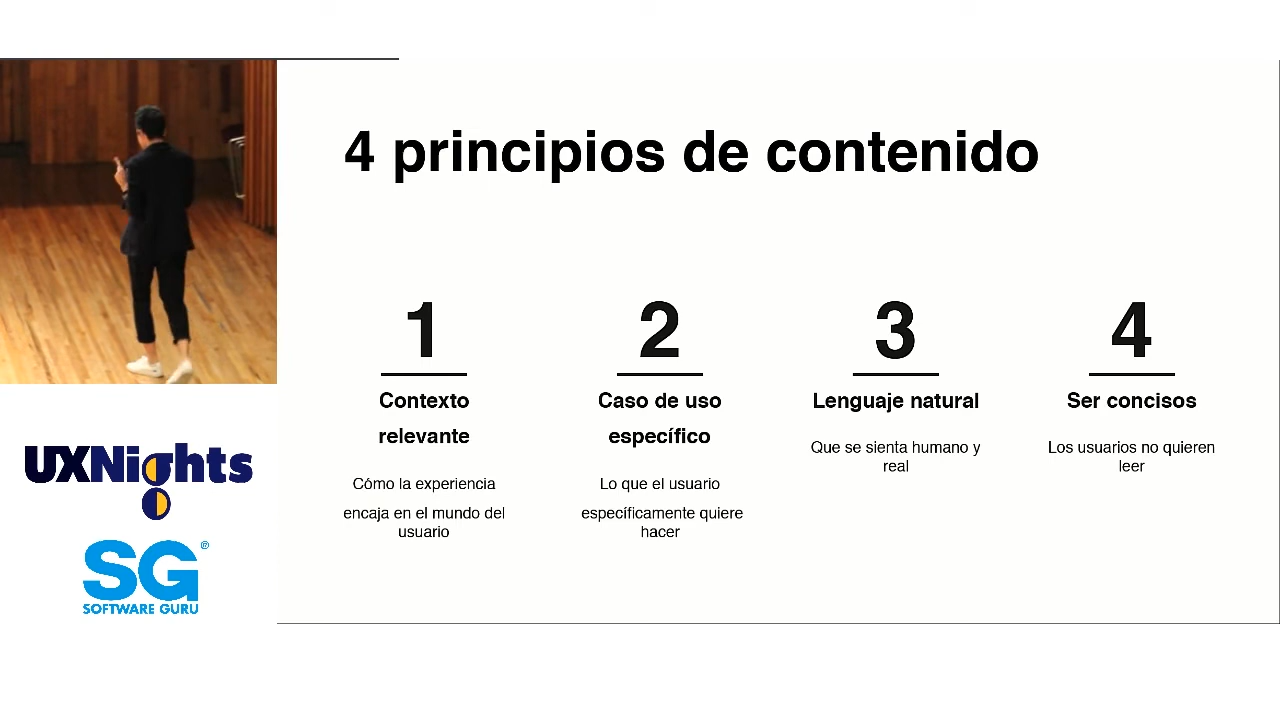 4 principios de contenido
1
Contexto
relevante
Cómo la experiencia
encaja en el mundo del
usuario
2
Caso de uso
específico
Lo que el usuario
específicamente quiere
hacer
3
Lenguaje natural
Que se sienta humano y
real
4
Ser concisos
Los usuarios no quieren
leer
UXNights
SG®
SOFTWARE GURU